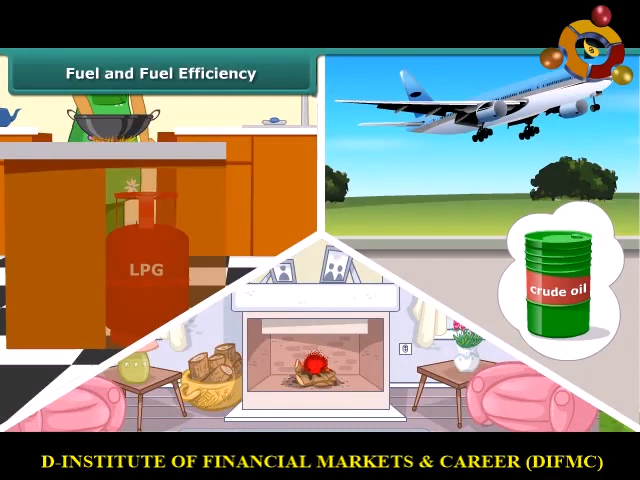 Fuel and Fuel Efficiency
LPG
crude oil
D-INSTITUTE OF FINANCIAL MARKETS & CAREER (DIFMC)